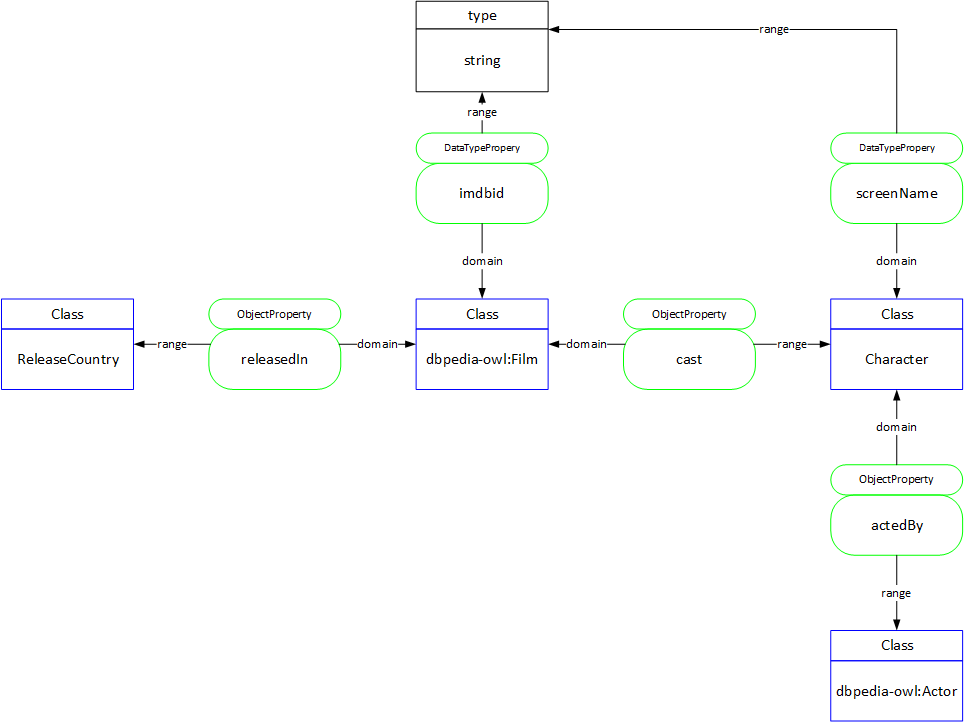 type
range
string
range
DataTypePropery
DataTypePropery
imdbid
screenName
domain
domain
Class
ObjectProperty
Class
ObjectProperty
Class
range
domain
domain
range
ReleaseCountry
releasedIn
dbpedia-owl:Film
cast
Character
domain
ObjectProperty
actedBy
range
Class
dbpedia-owl:Actor